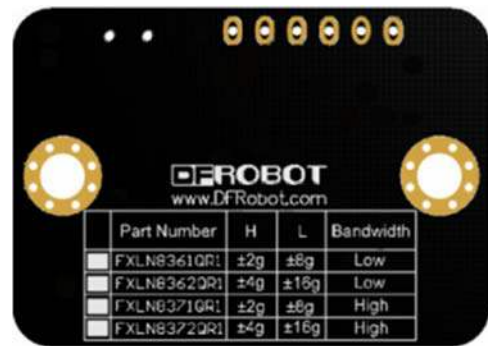 DFROBOT
www.DFRobot.com
Part Number H L Bandwidth
FXLN8361QR1 ±2g ±8g Low
FXLN8362QR1 ±4g ±16g Low
FXLN8371QR1 ±2g ±8g High
FXLN8372QR1 ±4g ±16g High